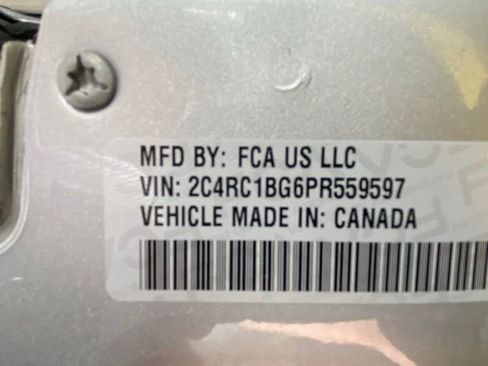 MFD BY: FCA US LLC
VIN: 2C4RC1BG6PR559597
VEHICLE MADE IN: CANADA